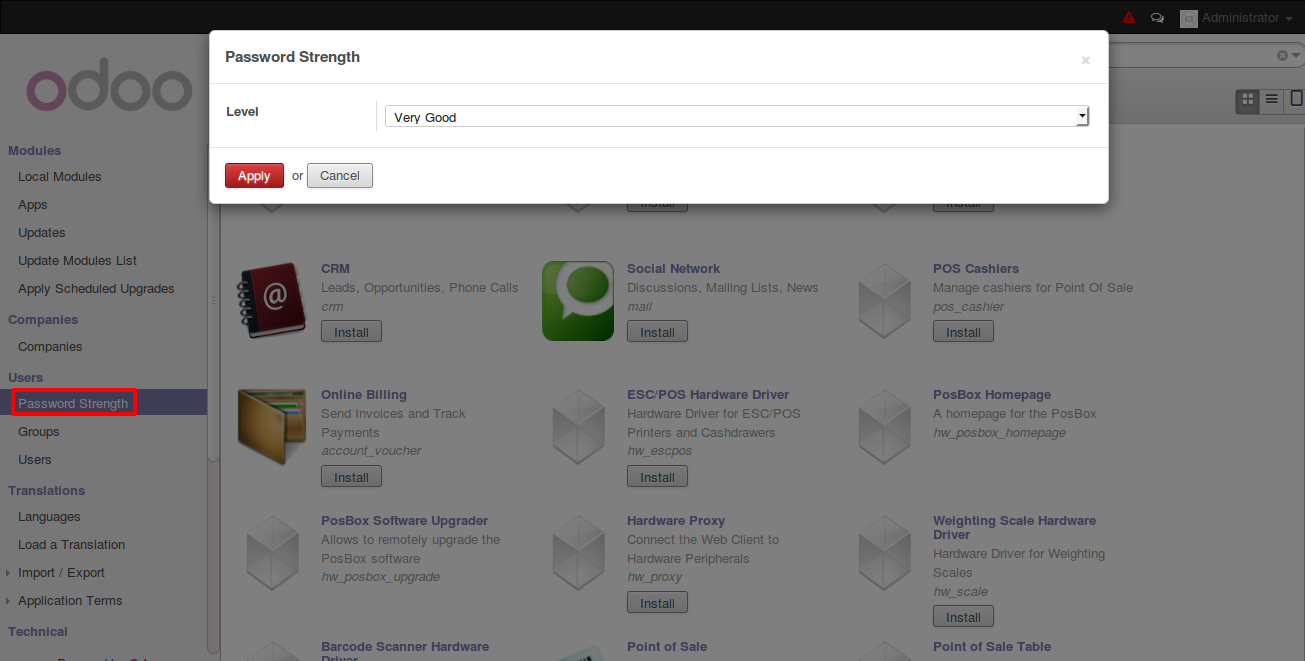 Administrator
Password Strength
×
Level
Very Good
Apply or Cancel
odoo
Modules
Local Modules
Apps
Updates
Update Modules List
Apply Scheduled Upgrades
Companies
Companies
Users
Password Strength
Groups
Users
Translations
Languages
Load a Translation
Import / Export
Application Terms
Technical
Install
Install
CRM
Leads, Opportunities, Phone Calls
crm
Install
Social Network
Discussions, Mailing Lists, News
mail
Install
POS Cashiers
Manage cashiers for Point Of Sale
pos_cashier
Install
Online Billing
Send Invoices and Track
Payments
account_voucher
Install
ESC/POS Hardware Driver
Hardware Driver for ESC/POS
Printers and Cashdrawers
hw_escpos
Install
PosBox Homepage
A homepage for the PosBox
hw_posbox_homepage
PosBox Software Upgrader
Allows to remotely upgrade the
PosBox software
hw_posbox_upgrade
Hardware Proxy
Connect the Web Client to
Hardware Peripherals
hw_proxy
Install
Weighting Scale Hardware
Driver
Hardware Driver for Weighting
Scales
hw_scale
Install
Barcode Scanner Hardware
Driver
Point of Sale
Point of Sale Table